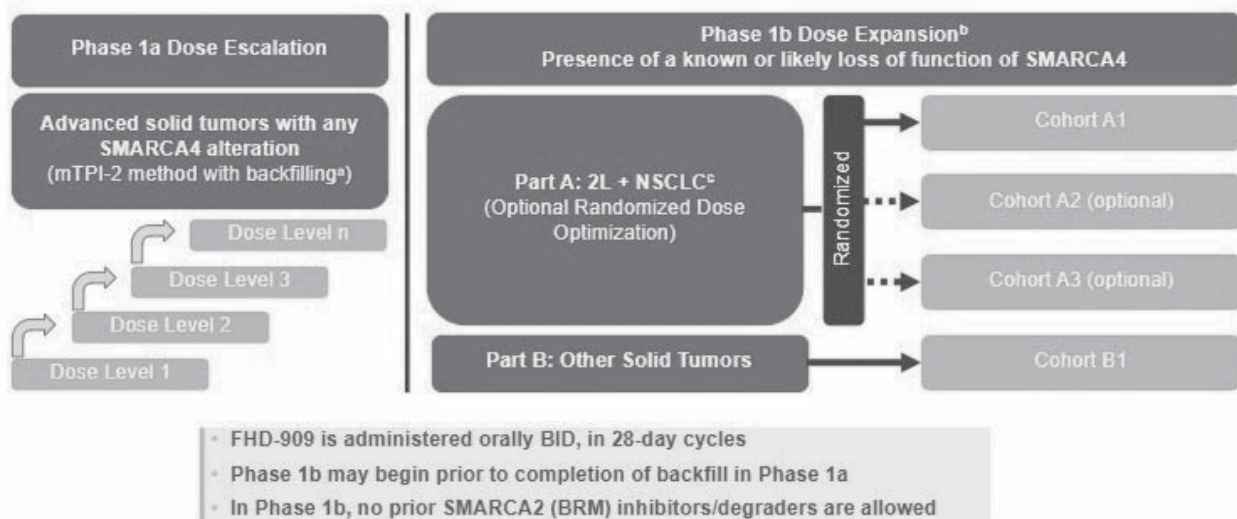 Phase 1a Dose Escalation
Advanced solid tumors with any
SMARCA4 alteration
(mTPI-2 method with backfillingᵃ)
Dose Level n
Dose Level 3
Dose Level 2
Dose Level 1
Phase 1b Dose Expansionᵇ
Presence of a known or likely loss of function of SMARCA4
Part A: 2L + NSCLCᶜ
(Optional Randomized Dose
Optimization)
Randomized
Cohort A1
Cohort A2 (optional)
Cohort A3 (optional)
Part B: Other Solid Tumors
Cohort B1
• FHD-909 is administered orally BID, in 28-day cycles
• Phase 1b may begin prior to completion of backfill in Phase 1a
• In Phase 1b, no prior SMARCA2 (BRM) inhibitors/degraders are allowed